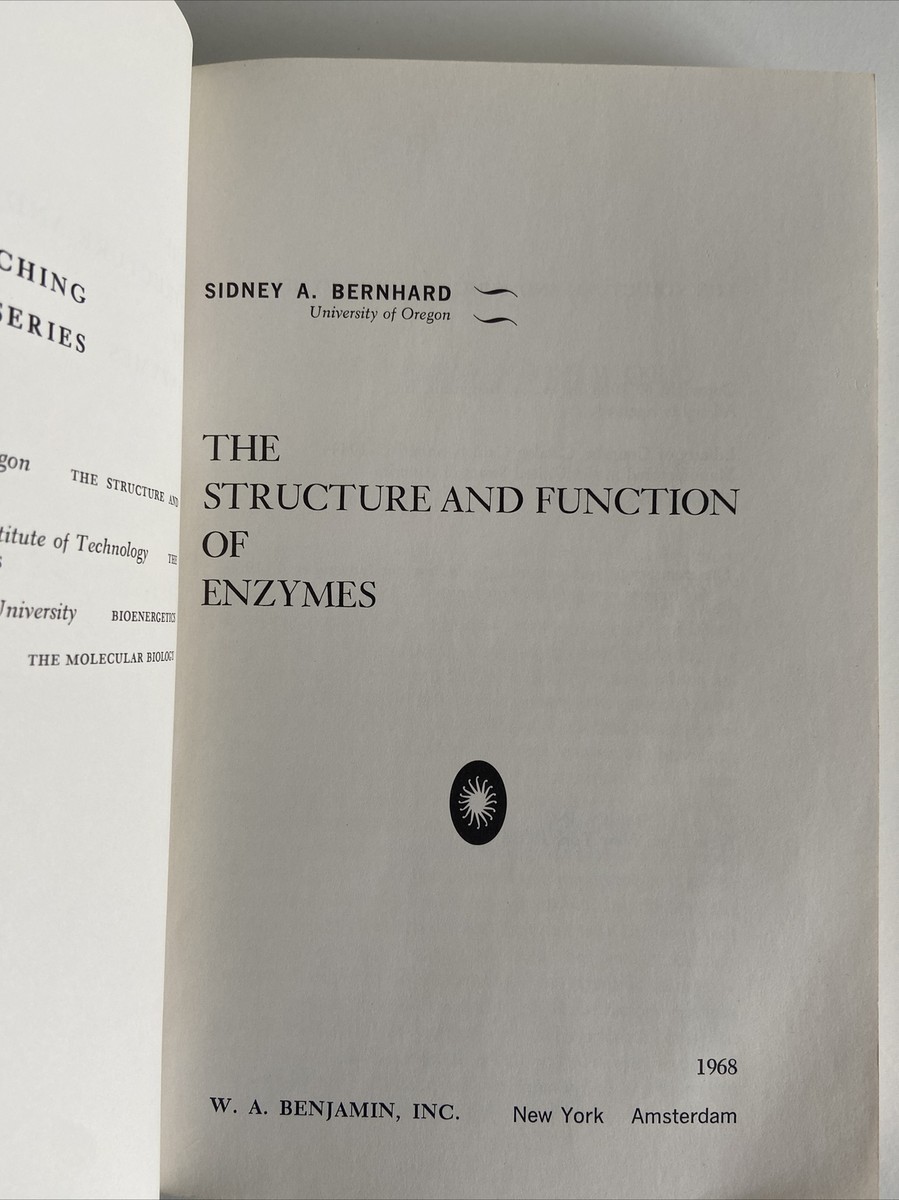 CHING
SERIES
gon THE STRUCTURE AND
titute of Technology THE
s
University BIOENERGETICS
THE MOLECULAR BIOLOGY
SIDNEY A. BERNHARD
University of Oregon
THE
STRUCTURE AND FUNCTION
OF
ENZYMES
1968
W. A. BENJAMIN, INC. New York Amsterdam